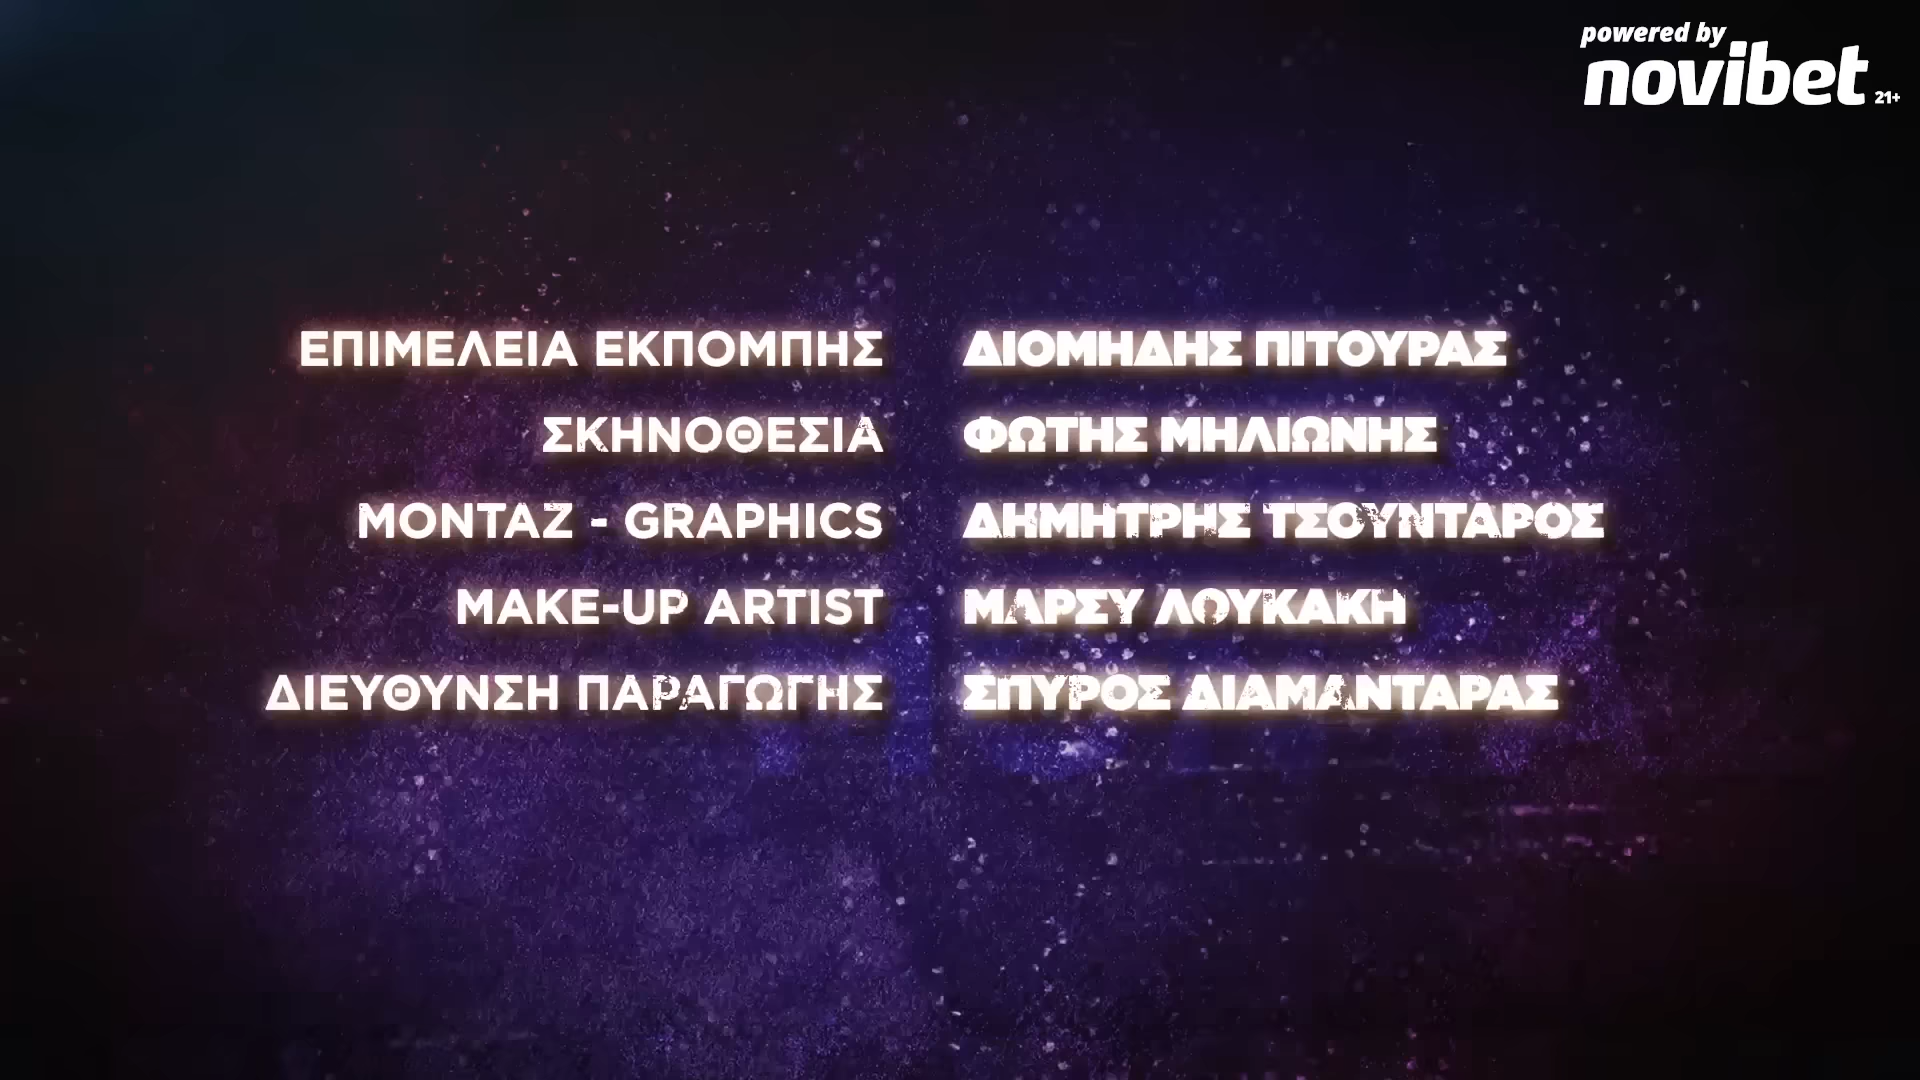 powered by
novibet 21+
ΕΠΙΜΕΛΕΙΑ ΕΚΠΟΜΠΗΣ ΔΙΟΜΗΔΗΣ ΠΙΤΟΥΡΑΣ
ΣΚΗΝΟΘΕΣΙΑ ΦΩΤΗΣ ΜΗΛΙΩΝΗΣ
ΜΟΝΤΑΖ - GRAPHICS ΔΗΜΗΤΡΗΣ ΤΣΟΥΝΤΑΡΟΣ
MAKE-UP ARTIST ΜΑΡΣΥ ΛΟΥΚΑΚΗ
ΔΙΕΥΘΥΝΣΗ ΠΑΡΑΓΩΓΗΣ ΣΠΥΡΟΣ ΔΙΑΜΑΝΤΑΡΑΣ